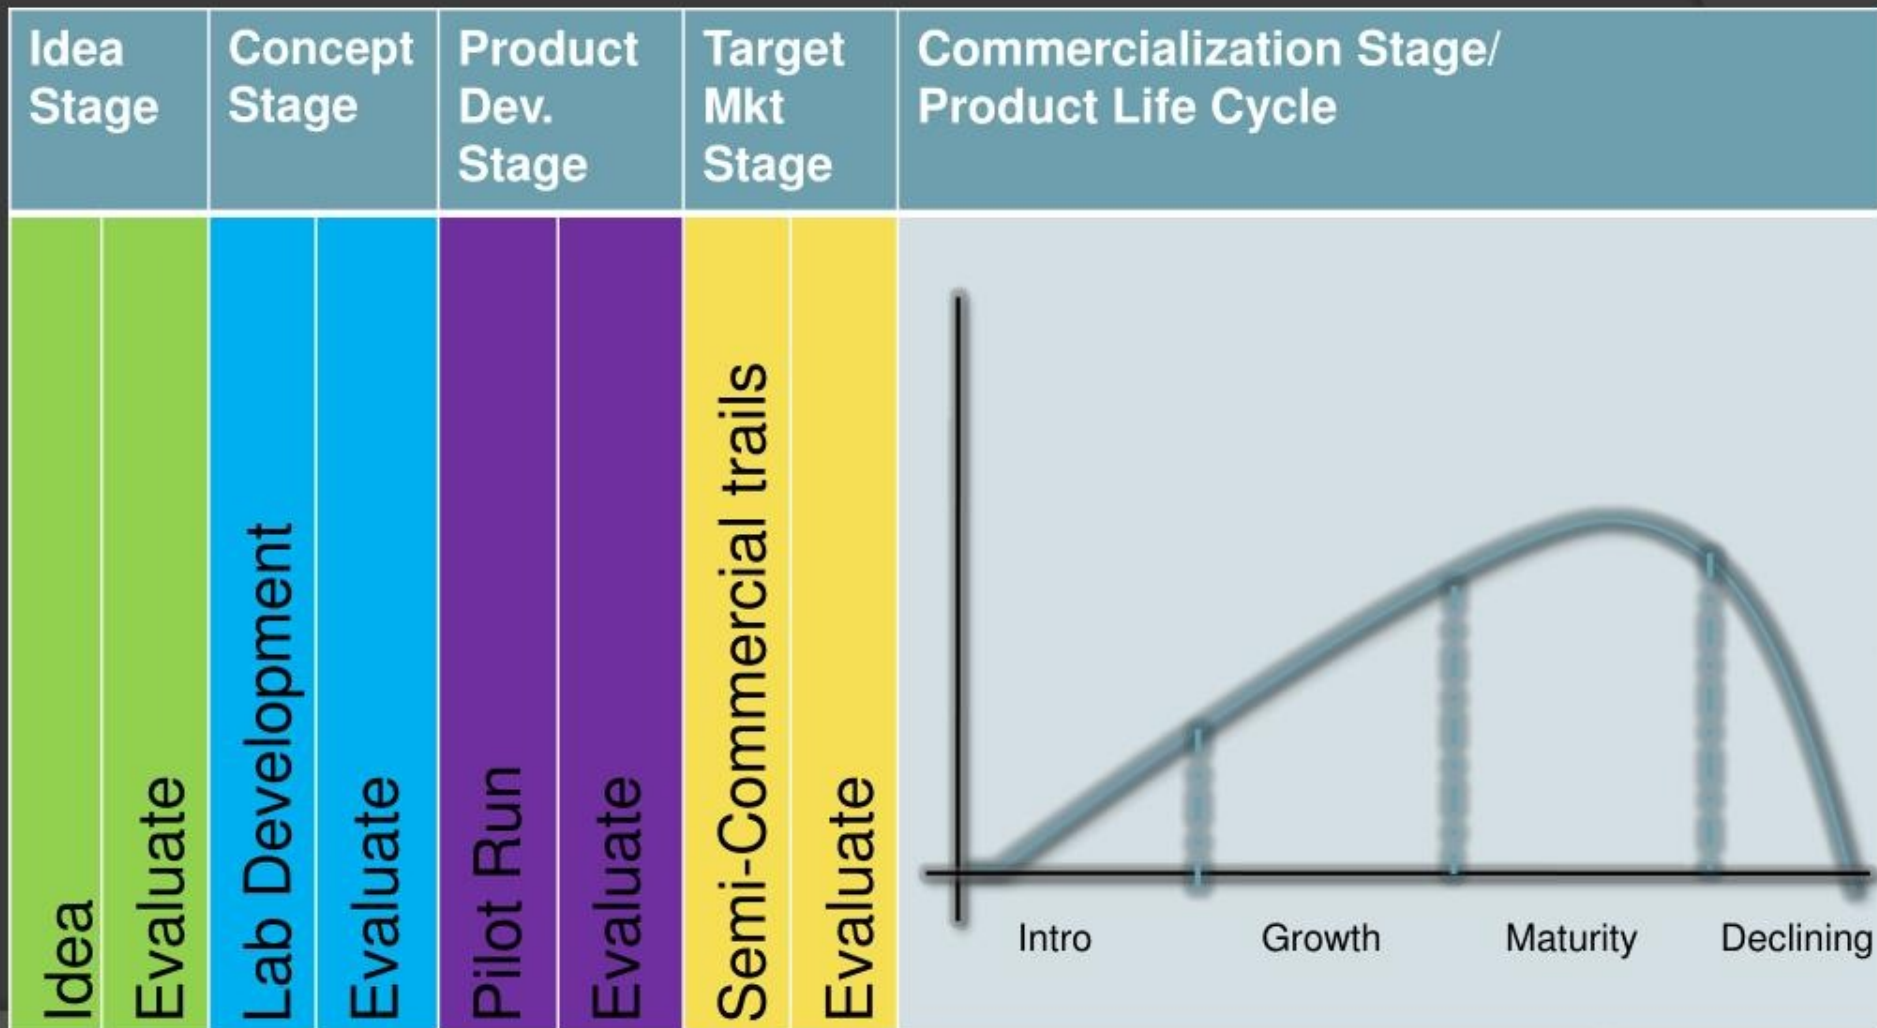 Idea
Stage
Concept
Stage
Product
Dev.
Stage
Target
Mkt
Stage
Commercialization Stage/
Product Life Cycle
Idea
Evaluate
Lab Development
Evaluate
Pilot Run
Evaluate
Semi-Commercial trails
Evaluate
Intro
Growth
Maturity
Declining